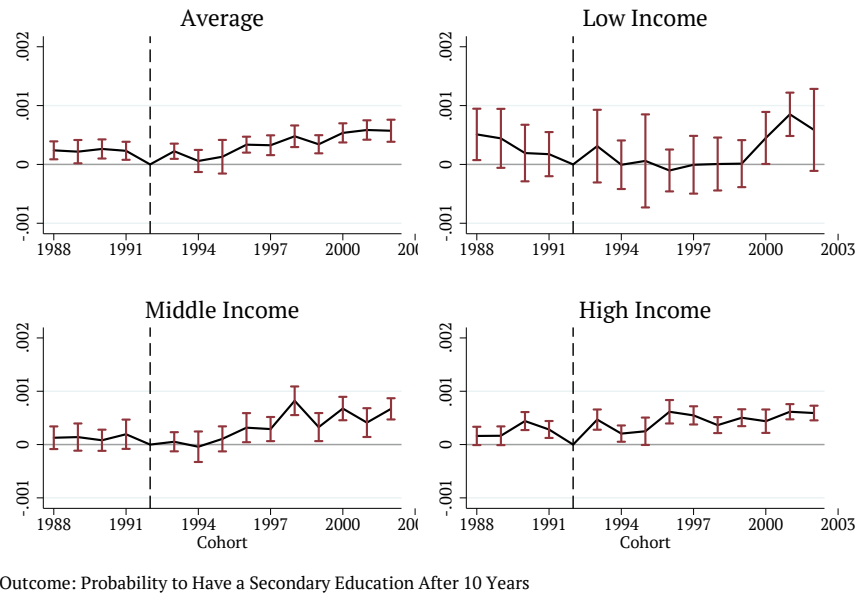 Average
Low Income
.002
.001
0
-.001
1988 1991 1994 1997 2000 200
.002
.001
0
-.001
1988 1991 1994 1997 2000 2003
Middle Income
High Income
.002
.001
0
-.001
1988 1991 1994 1997 2000 200
Cohort
.002
.001
0
-.001
1988 1991 1994 1997 2000 2003
Cohort
Outcome: Probability to Have a Secondary Education After 10 Years